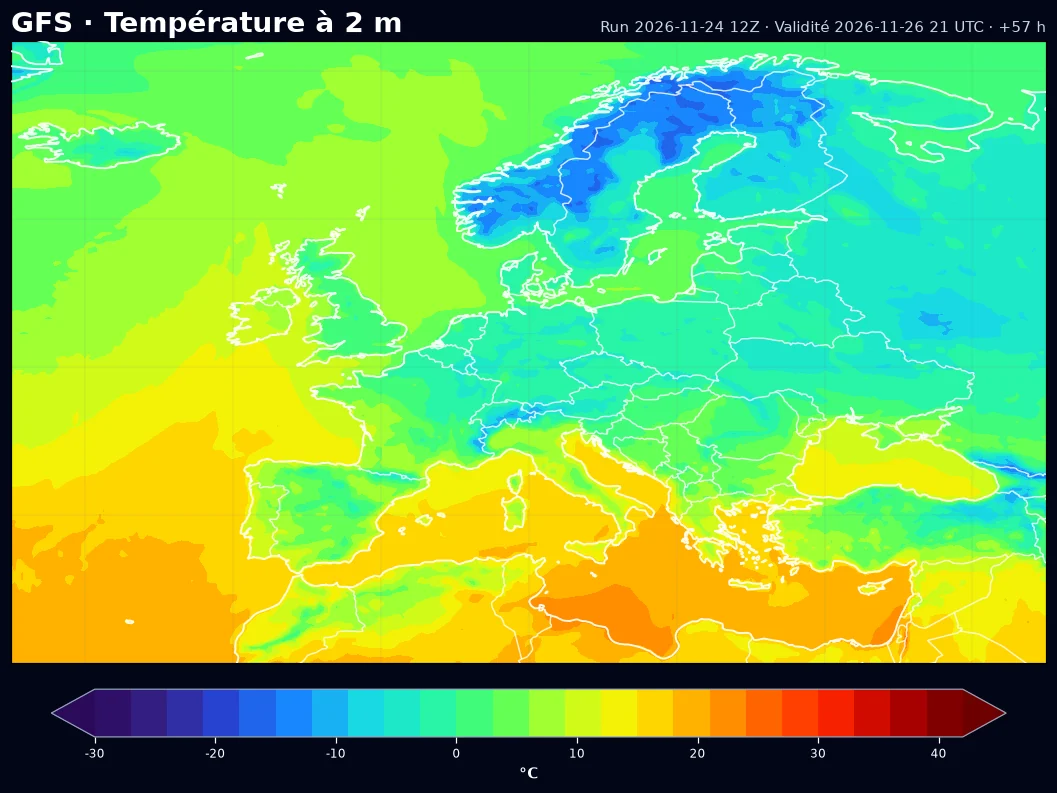 GFS · Température à 2 m
Run 2026-11-24 12Z · Validité 2026-11-26 21 UTC · +57 h
-30 -20 -10 0 10 20 30 40
°C